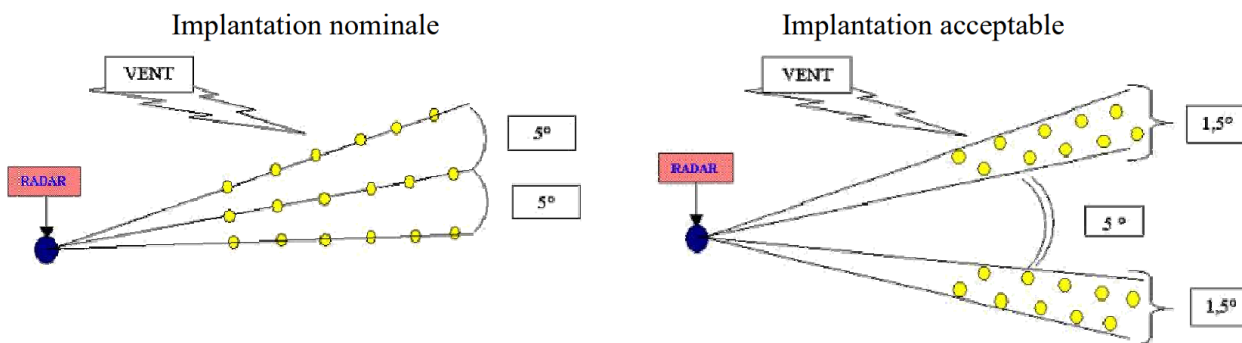 Implantation nominale
VENT
5°
RADAR
5°
Implantation acceptable
VENT
1,5°
RADAR
5 °
1,5°